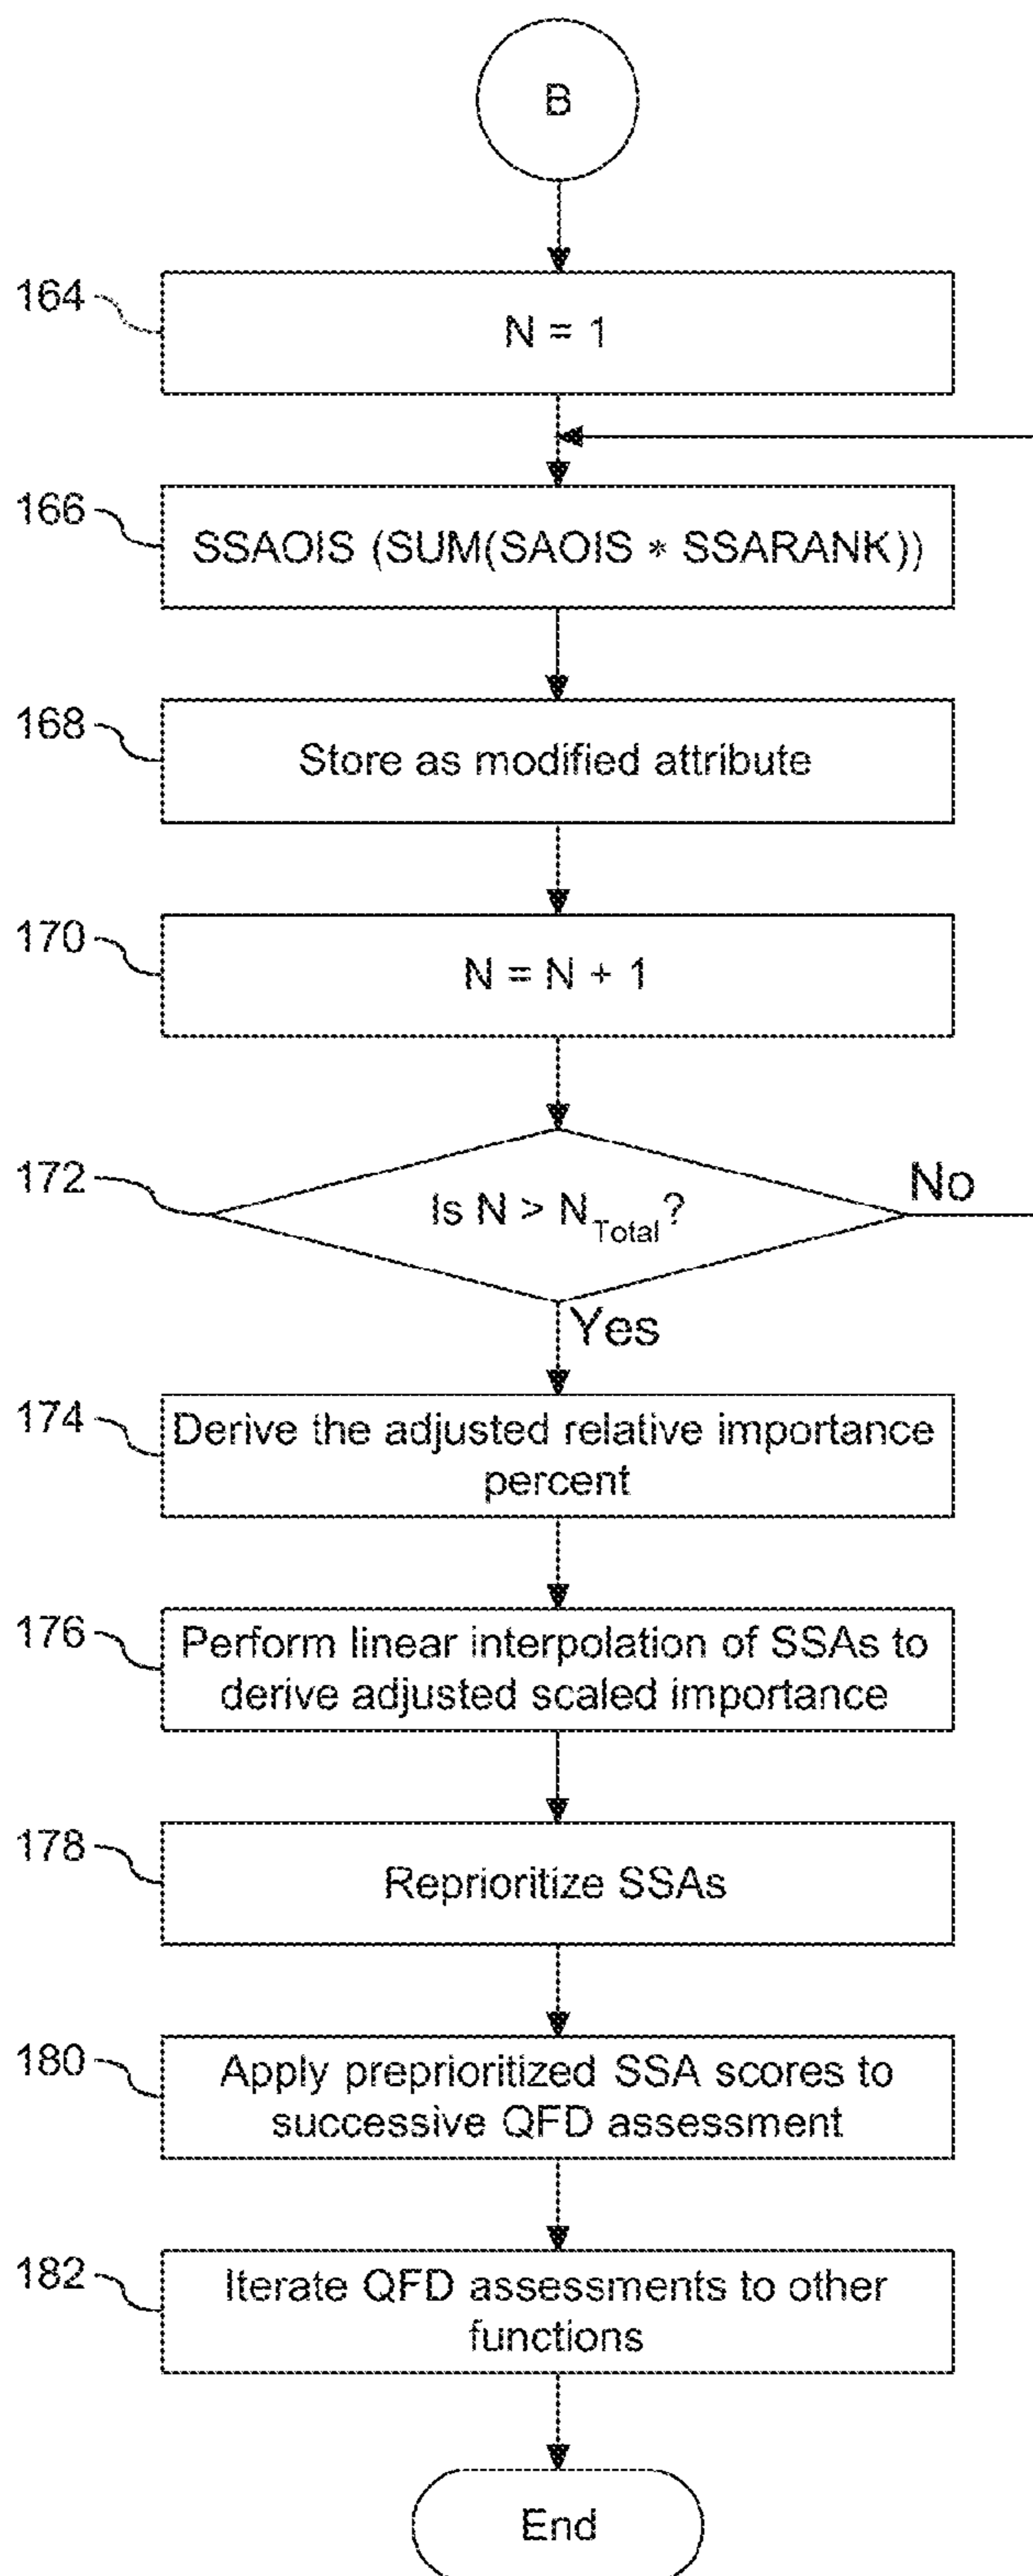 B
164
N = 1
166
SSAOIS (SUM(SAOIS * SSARANK))
168
Store as modified attribute
170
N = N + 1
172
Is N > N_Total?
No
Yes
174
Derive the adjusted relative importance
percent
176
Perform linear interpolation of SSAs to
derive adjusted scaled importance
178
Reprioritize SSAs
180
Apply preprioritized SSA scores to
successive QFD assessment
182
Iterate QFD assessments to other
functions
End